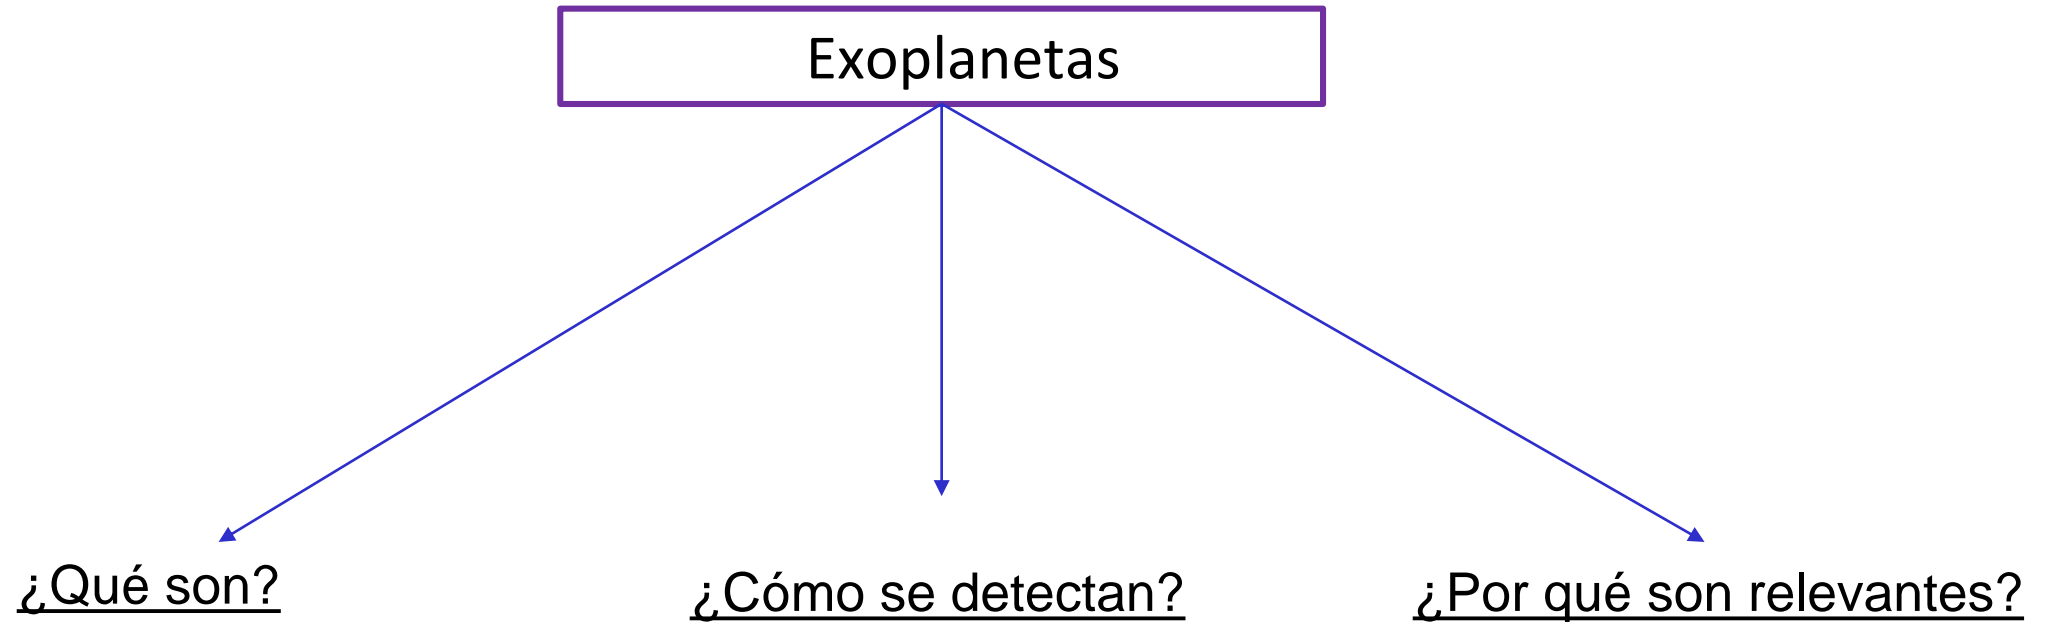 Exoplanetas
¿Qué son?
¿Cómo se detectan?
¿Por qué son relevantes?